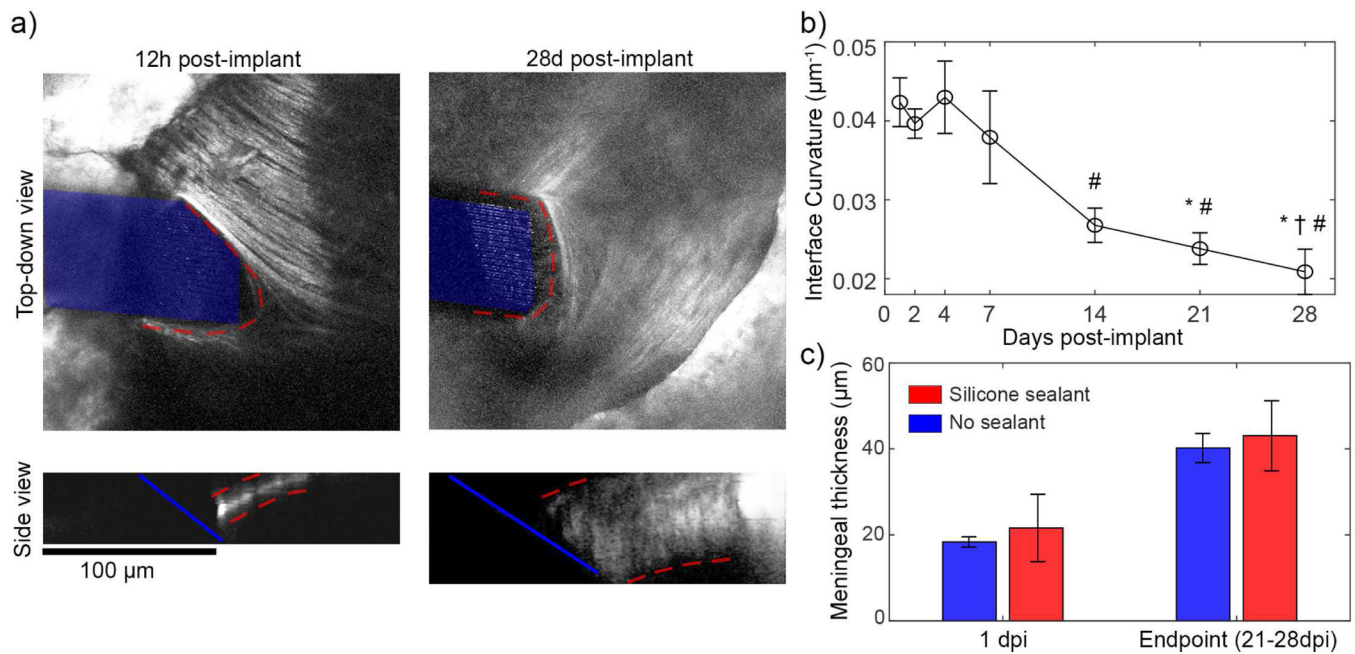 a)
12h post-implant
28d post-implant
Top-down view
Side view
100 µm
b)
Interface Curvature (µm⁻¹)
0.05
0.04
0.03
0.02
#
* #
* † #
0 2 4 7 14 21 28
Days post-implant
c)
Meningeal thickness (µm)
60
40
20
0
Silicone sealant
No sealant
1 dpi
Endpoint (21-28dpi)